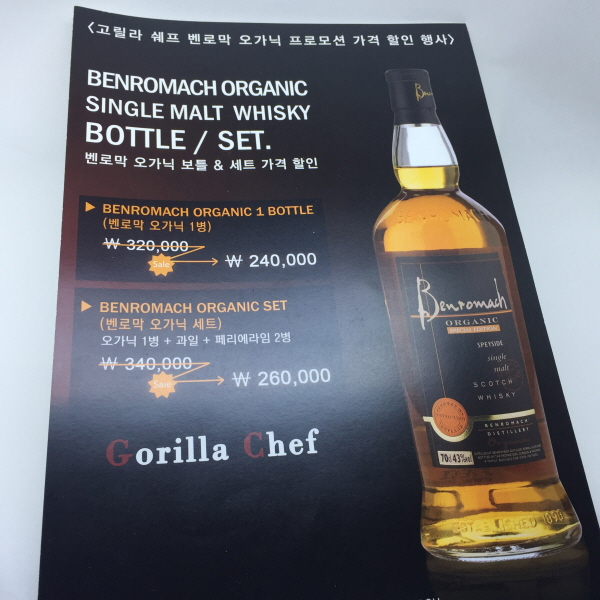 <고릴라 쉐프 벤로막 오가닉 프로모션 가격 할인 행사>
BENROMACH ORGANIC
SINGLE MALT WHISKY
BOTTLE / SET.
벤로막 오가닉 보틀 & 세트 가격 할인
▶ BENROMACH ORGANIC 1 BOTTLE
(벤로막 오가닉 1병)
₩ 320,000
Sale
₩ 240,000
▶ BENROMACH ORGANIC SET
(벤로막 오가닉 세트)
오가닉 1병 + 과일 + 페리에라임 2병
₩ 340,000
Sale
₩ 260,000
Gorilla Chef
Benromach
ORGANIC
SPECIAL EDITION
SPEYSIDE
single
malt
SCOTCH
WHISKY
BENROMACH
DISTILLERY
70cl 43%vol
ESTABLISHED